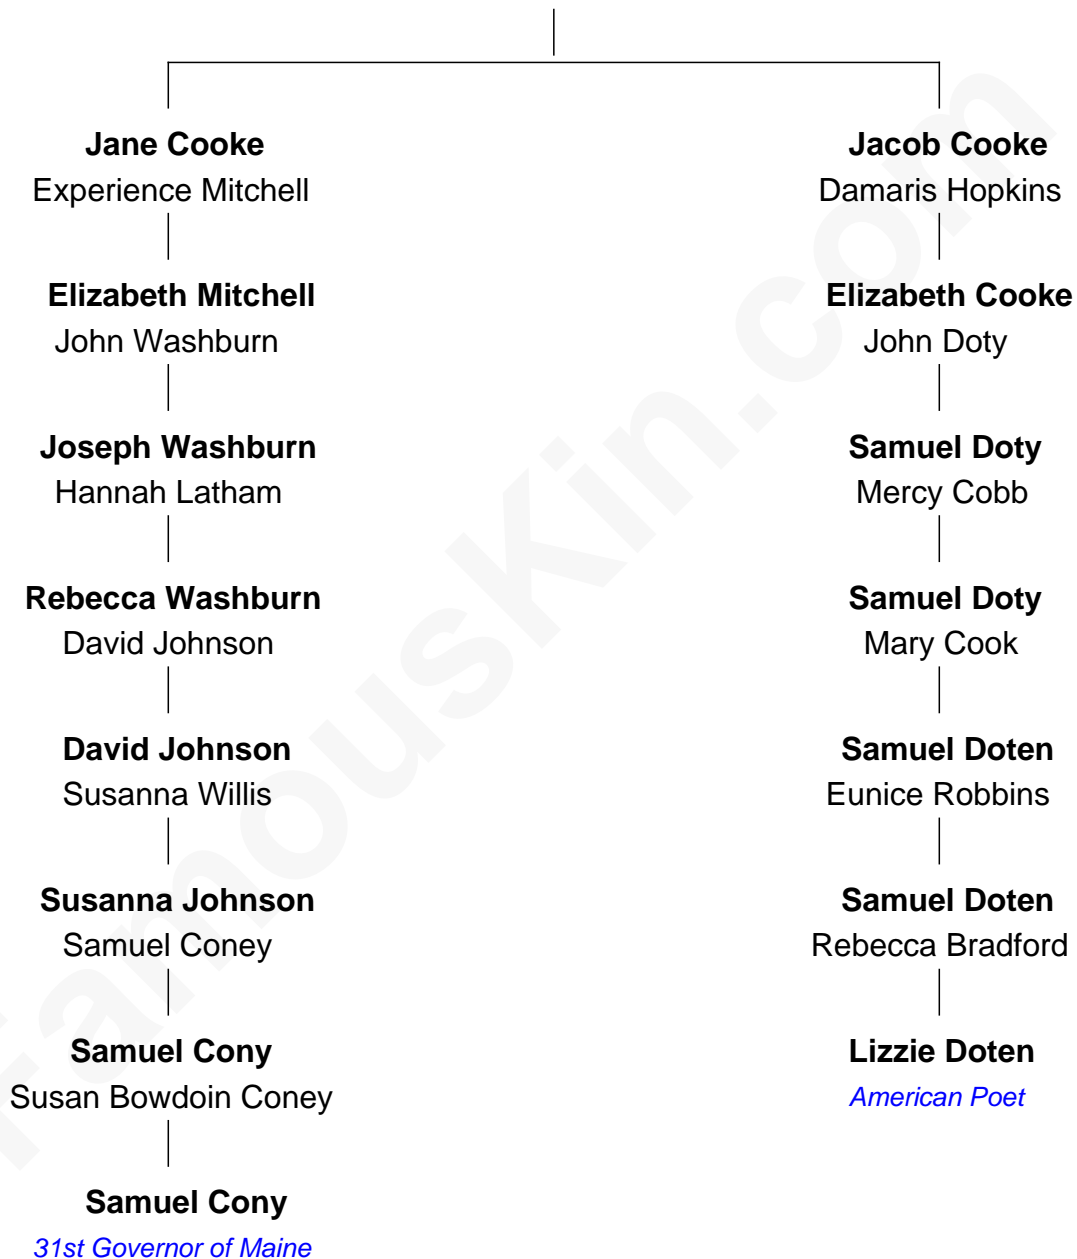 Jane Cooke
Experience Mitchell
Jacob Cooke
Damaris Hopkins
Elizabeth Mitchell
John Washburn
Elizabeth Cooke
John Doty
Joseph Washburn
Hannah Latham
Samuel Doty
Mercy Cobb
Rebecca Washburn
David Johnson
Samuel Doty
Mary Cook
David Johnson
Susanna Willis
Samuel Doten
Eunice Robbins
Susanna Johnson
Samuel Coney
Samuel Doten
Rebecca Bradford
Samuel Cony
Susan Bowdoin Coney
Lizzie Doten
American Poet
Samuel Cony
31st Governor of Maine
FamousKin.com